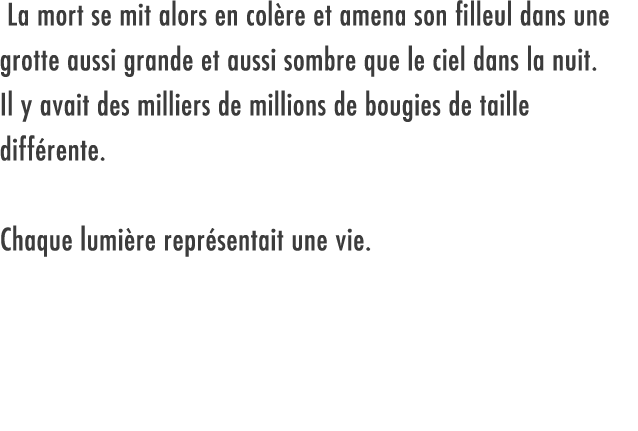 La mort se mit alors en colère et amena son filleul dans une
grotte aussi grande et aussi sombre que le ciel dans la nuit.
Il y avait des milliers de millions de bougies de taille
différente.
Chaque lumière représentait une vie.